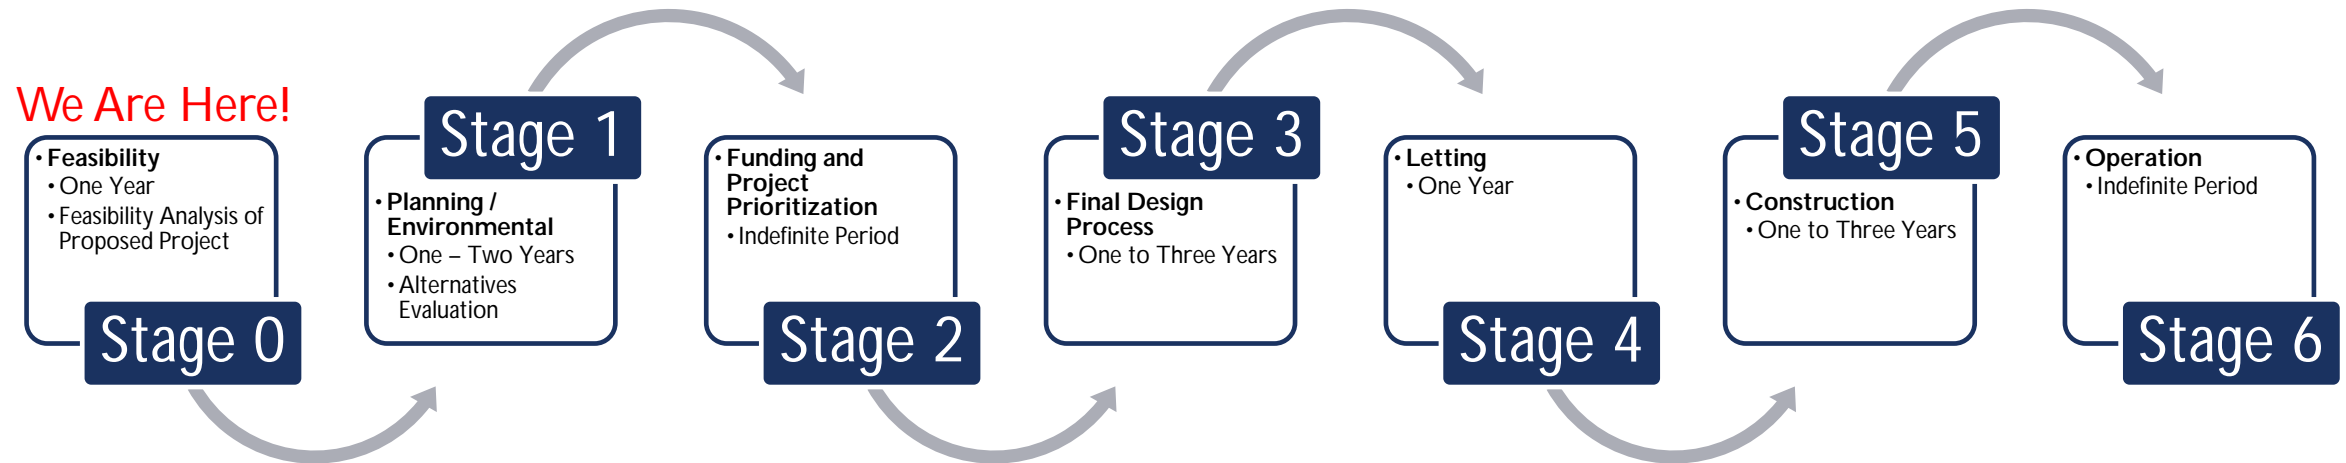 We Are Here!
• Feasibility
• One Year
• Feasibility Analysis of
Proposed Project
Stage 0
Stage 1
• Planning /
Environmental
• One – Two Years
• Alternatives
Evaluation
• Funding and
Project
Prioritization
• Indefinite Period
Stage 2
Stage 3
• Final Design
Process
• One to Three Years
• Letting
• One Year
Stage 4
Stage 5
• Construction
• One to Three Years
• Operation
• Indefinite Period
Stage 6